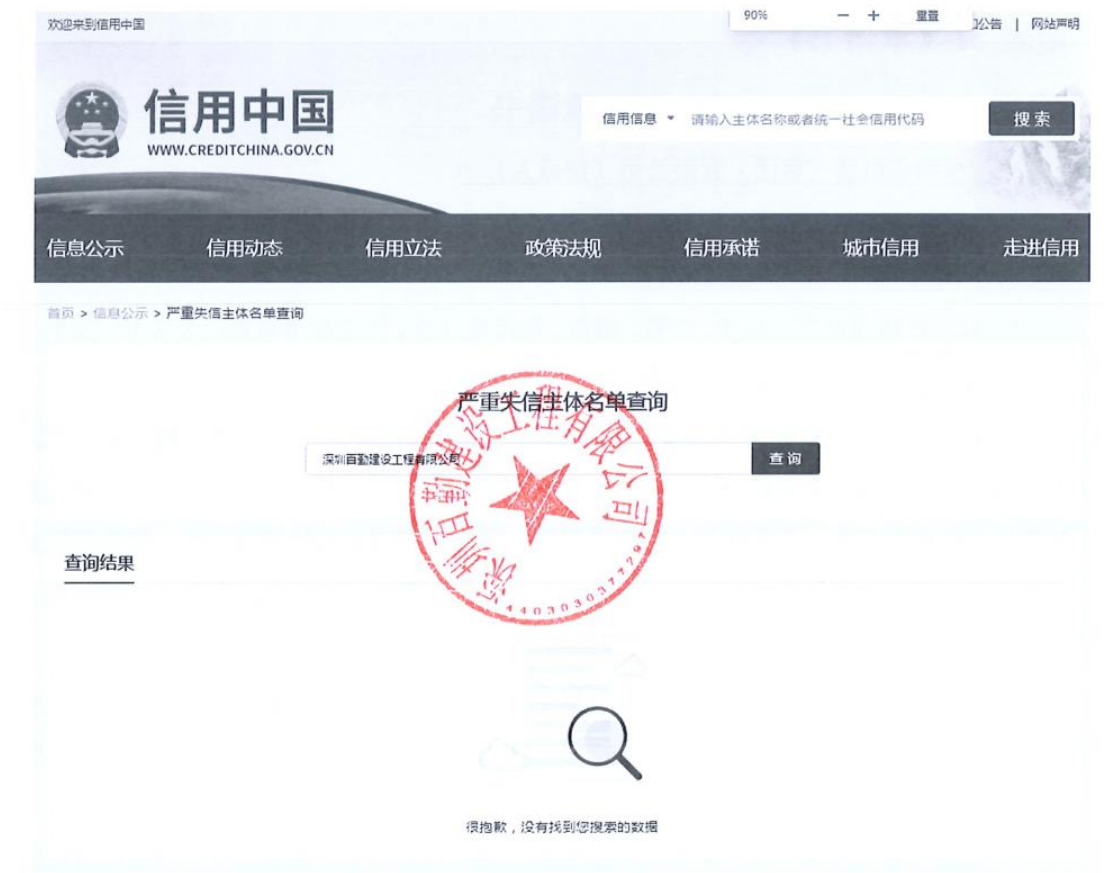 欢迎来到信用中国
90% — + 重置
公告 | 网站声明
信用中国
WWW.CREDITCHINA.GOV.CN
信用信息 请输入主体名称或者统一社会信用代码 搜索
信息公示 信用动态 信用立法 政策法规 信用承诺 城市信用 走进信用
首页 > 信息公示 > 严重失信主体名单查询
严重失信主体名单查询
深圳百勤建设工程有限公司 查询
深圳百勤建设工程有限公司
查询结果
很抱歉，没有找到您搜索的数据